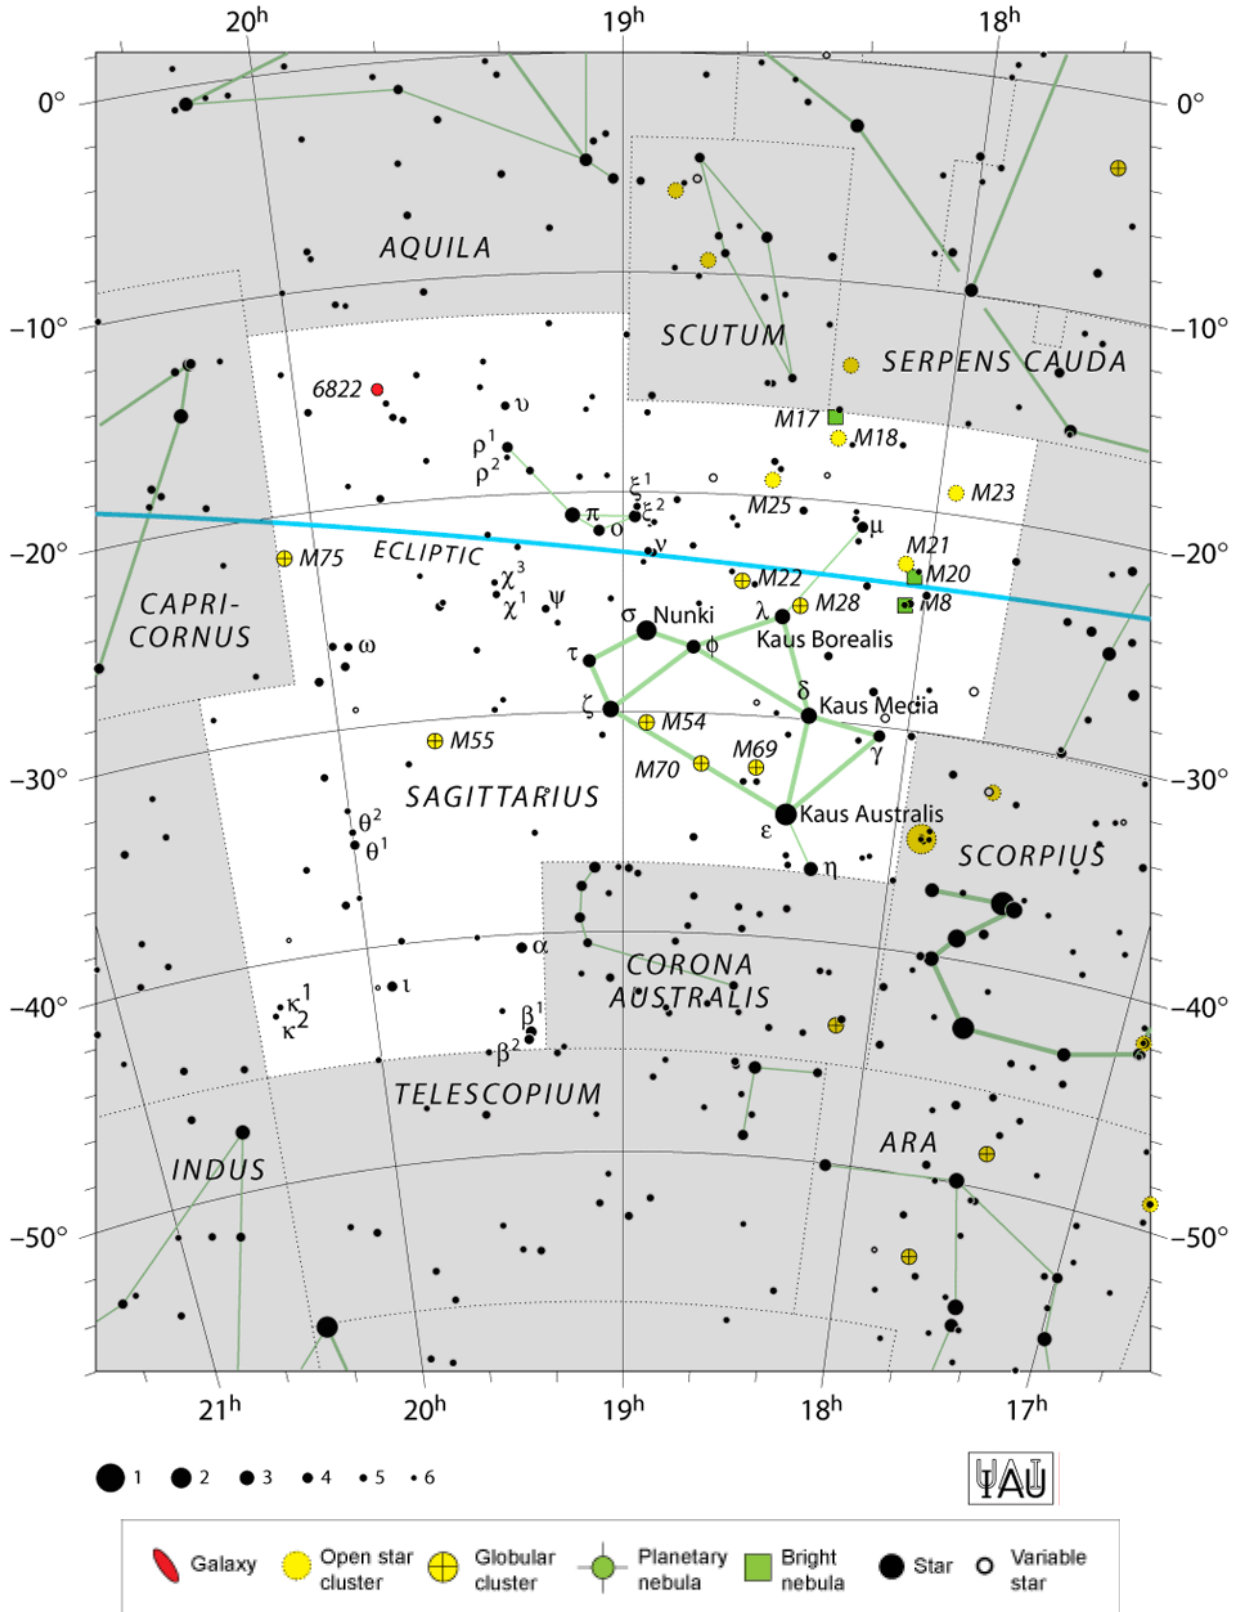 20h 19h 18h
0° 0°
AQUILA
-10° SCUTUM -10°
SERPENS CAUDA
6822 υ M17
M18
ρ1
ρ2 ξ1 M23
M25
π ξ2
ο μ
-20° ν M21 -20°
ECLIPTIC
M75 χ3 M22 M20
CAPRI-
CORNUS
χ1 ψ M28 M8
σ Nunki λ
Kaus Borealis
ω τ φ
δ
ζ Kaus Media
M54
M55 M69 γ
-30° M70 -30°
SAGITTARIUS
Kaus Australis
θ2 ε
θ1 SCORPIUS
η
α CORONA
AUSTRALIS
ι
-40° κ1 -40°
κ2 β1
β2
TELESCOPIUM
ARA
INDUS
-50° -50°
21h 20h 19h 18h 17h
1 2 3 4 5 6
IAU
Galaxy
Open star
cluster
Globular
cluster
Planetary
nebula
Bright
nebula
Star
Variable
star